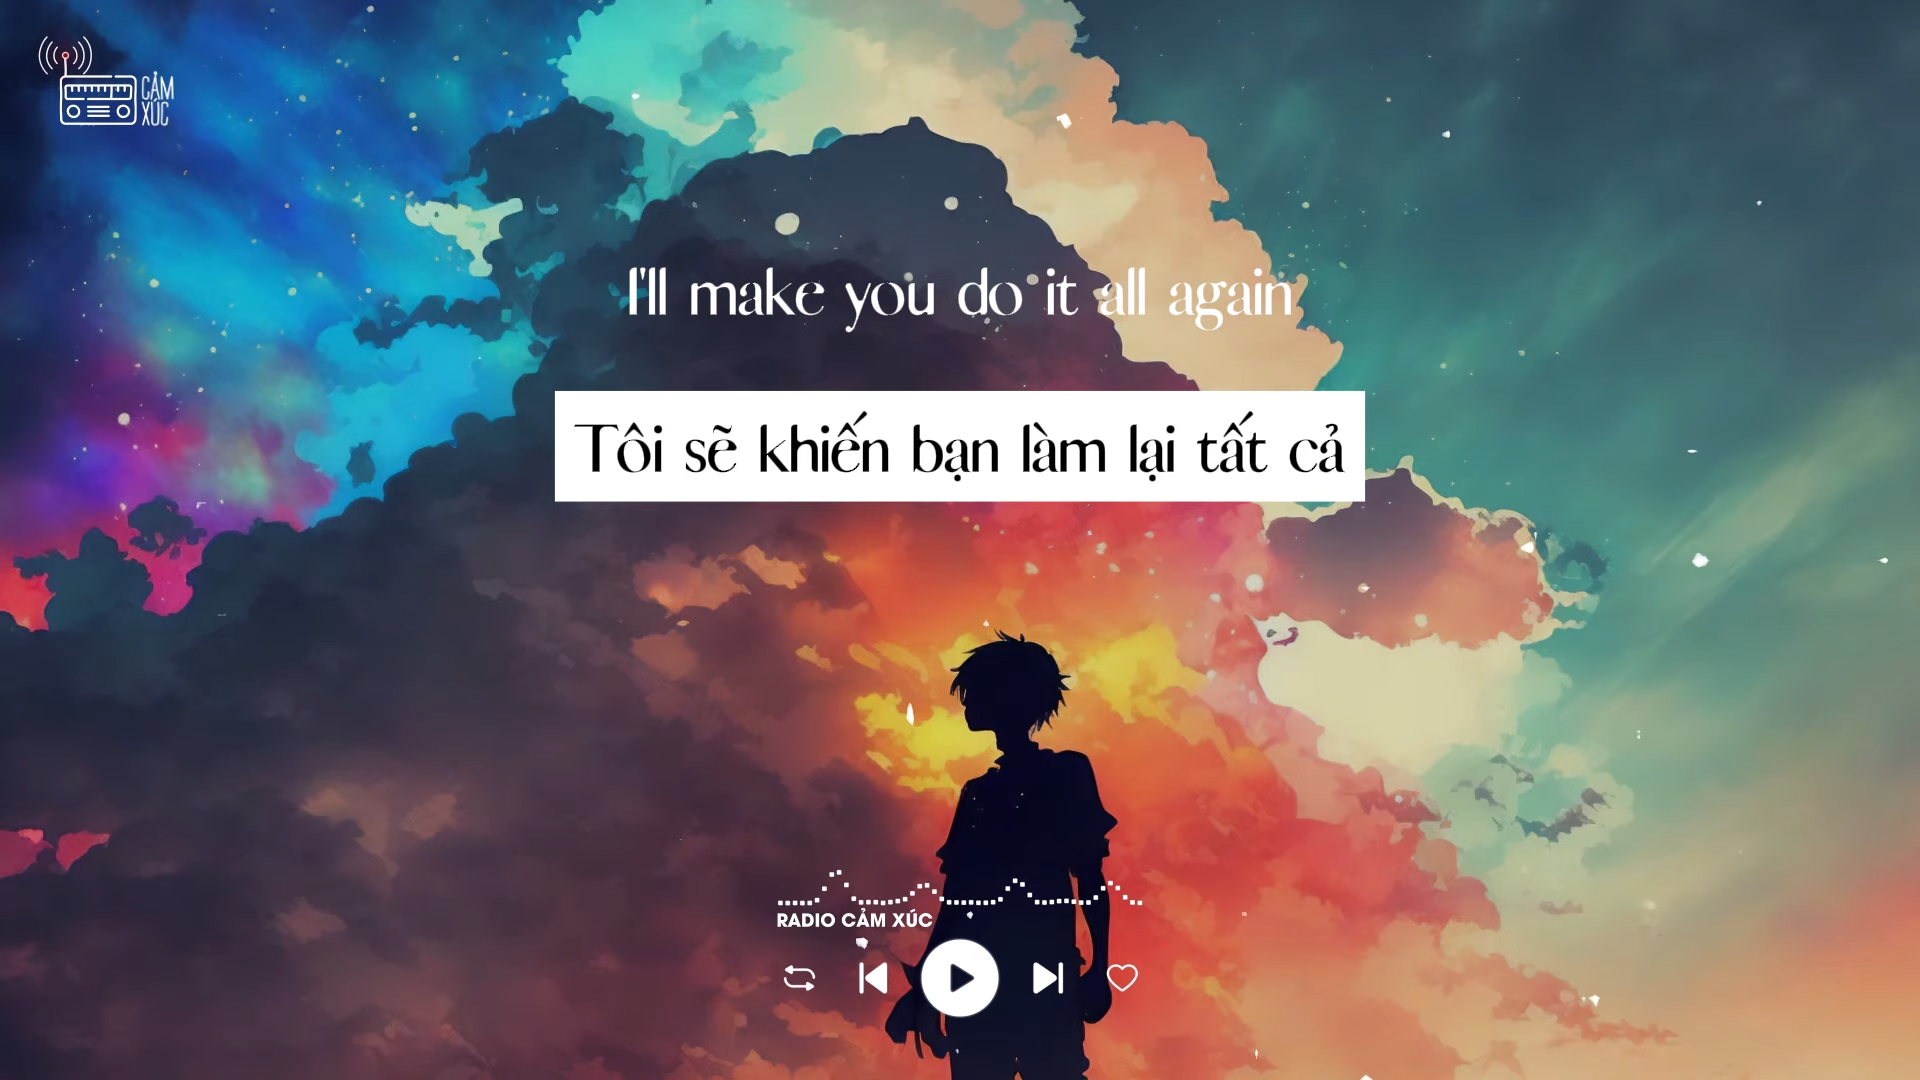 CẢM
XÚC
I'll make you do it all again
Tôi sẽ khiến bạn làm lại tất cả
RADIO CẢM XÚC